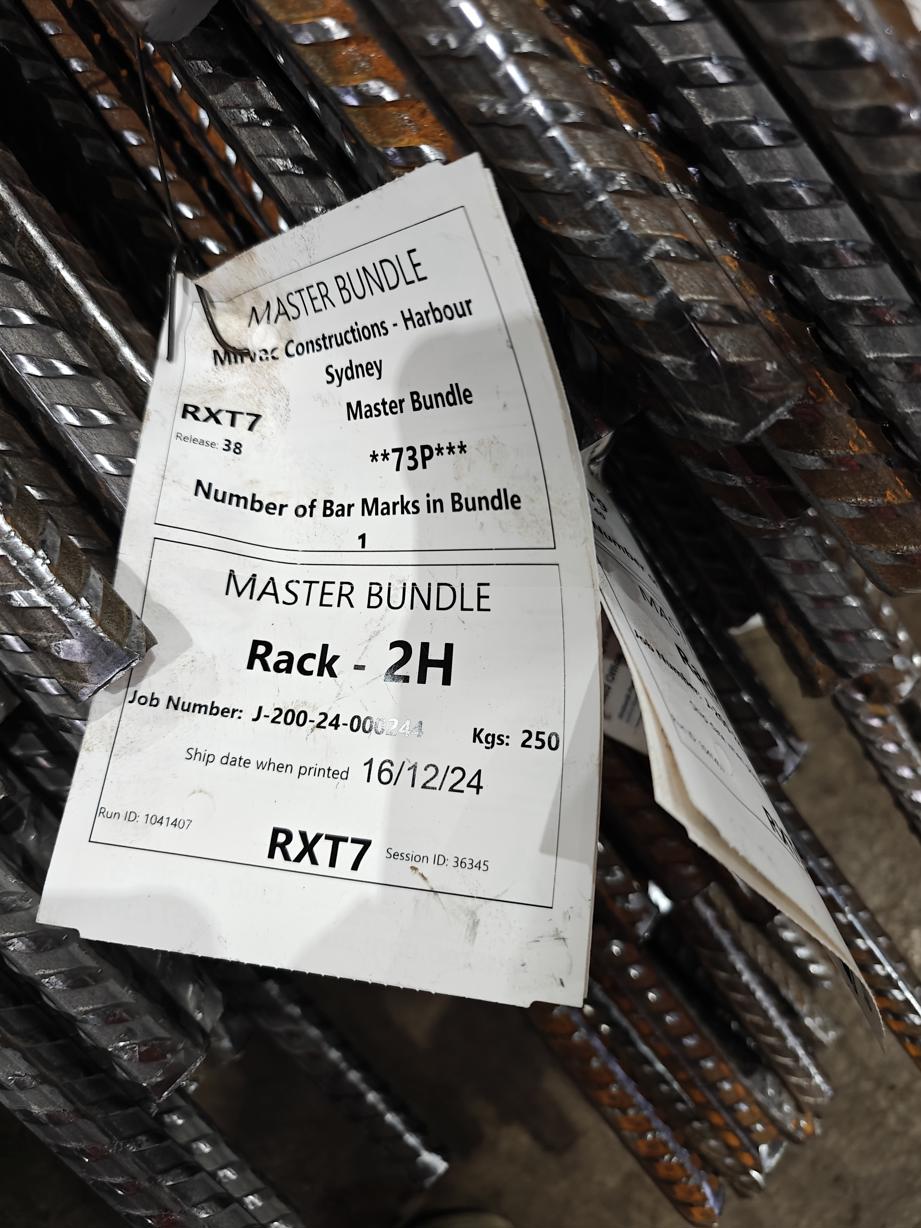 MASTER BUNDLE
Mirvac Constructions - Harbour
Sydney
RXT7
Master Bundle
Release: 38
**73P***
Number of Bar Marks in Bundle
1
MASTER BUNDLE
Rack - 2H
Job Number: J-200-24-000244
Kgs: 250
Ship date when printed 16/12/24
Run ID: 1041407
RXT7
Session ID: 36345